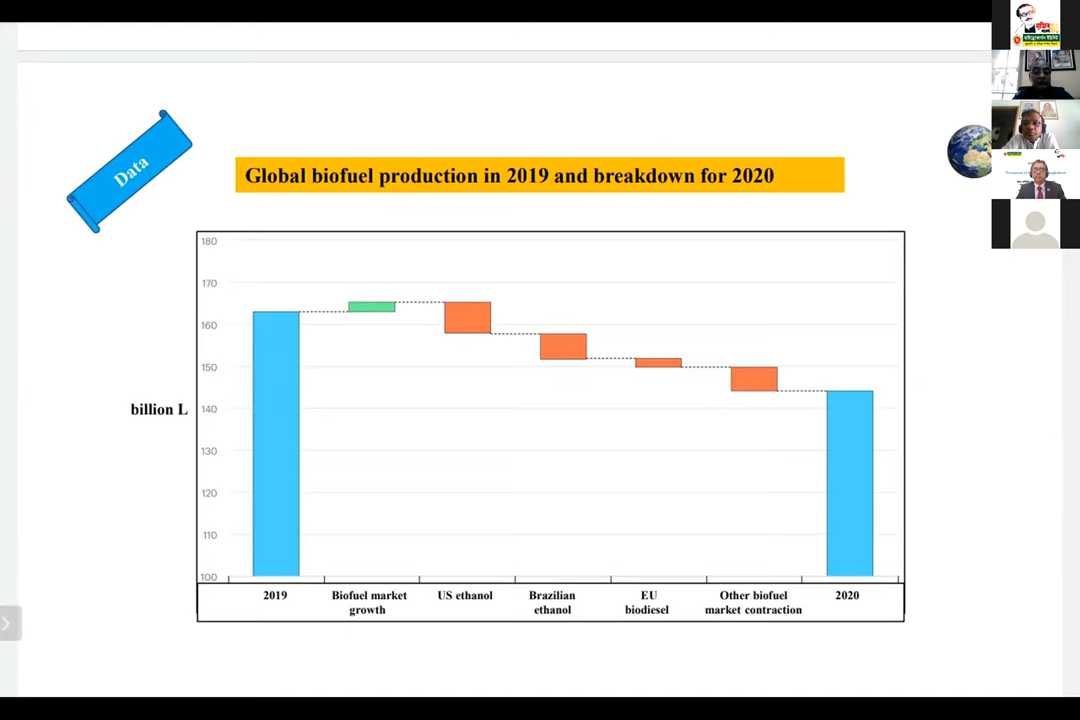 Data
Global biofuel production in 2019 and breakdown for 2020
180
170
160
150
billion L
140
130
120
110
100
2019
Biofuel market
growth
US ethanol
Brazilian
ethanol
EU
biodiesel
Other biofuel
market contraction
2020